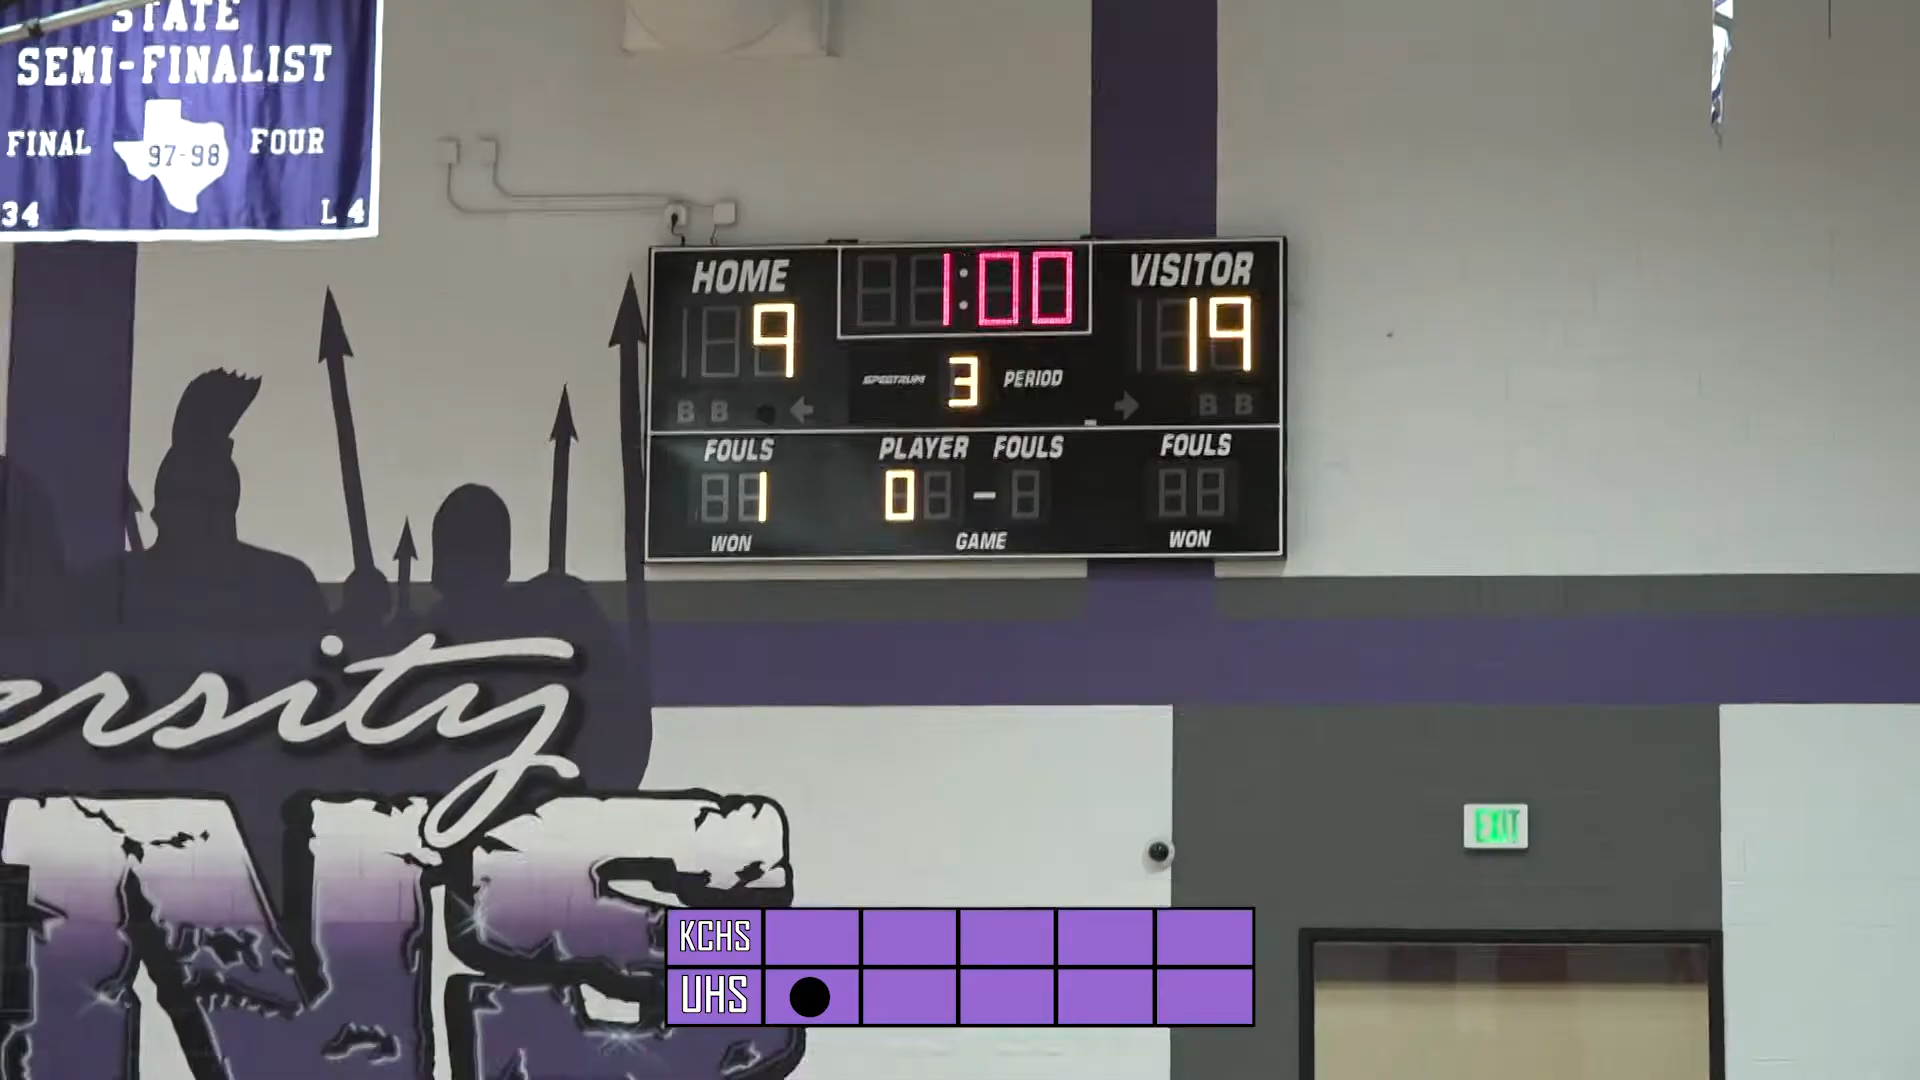 STATE
SEMI-FINALIST
FINAL 97-98 FOUR
34 L 4
HOME 1:00 VISITOR
9 19
SPECTRUM 3 PERIOD
B B B B
FOULS PLAYER FOULS FOULS
1 0 -
WON GAME WON
ersity
NS
EXIT
KCHS
UHS